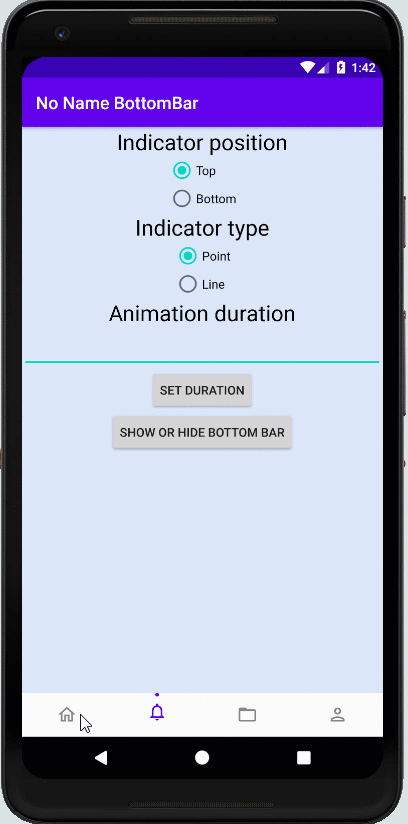 1:42
No Name BottomBar
Indicator position
Top
Bottom
Indicator type
Point
Line
Animation duration
SET DURATION
SHOW OR HIDE BOTTOM BAR